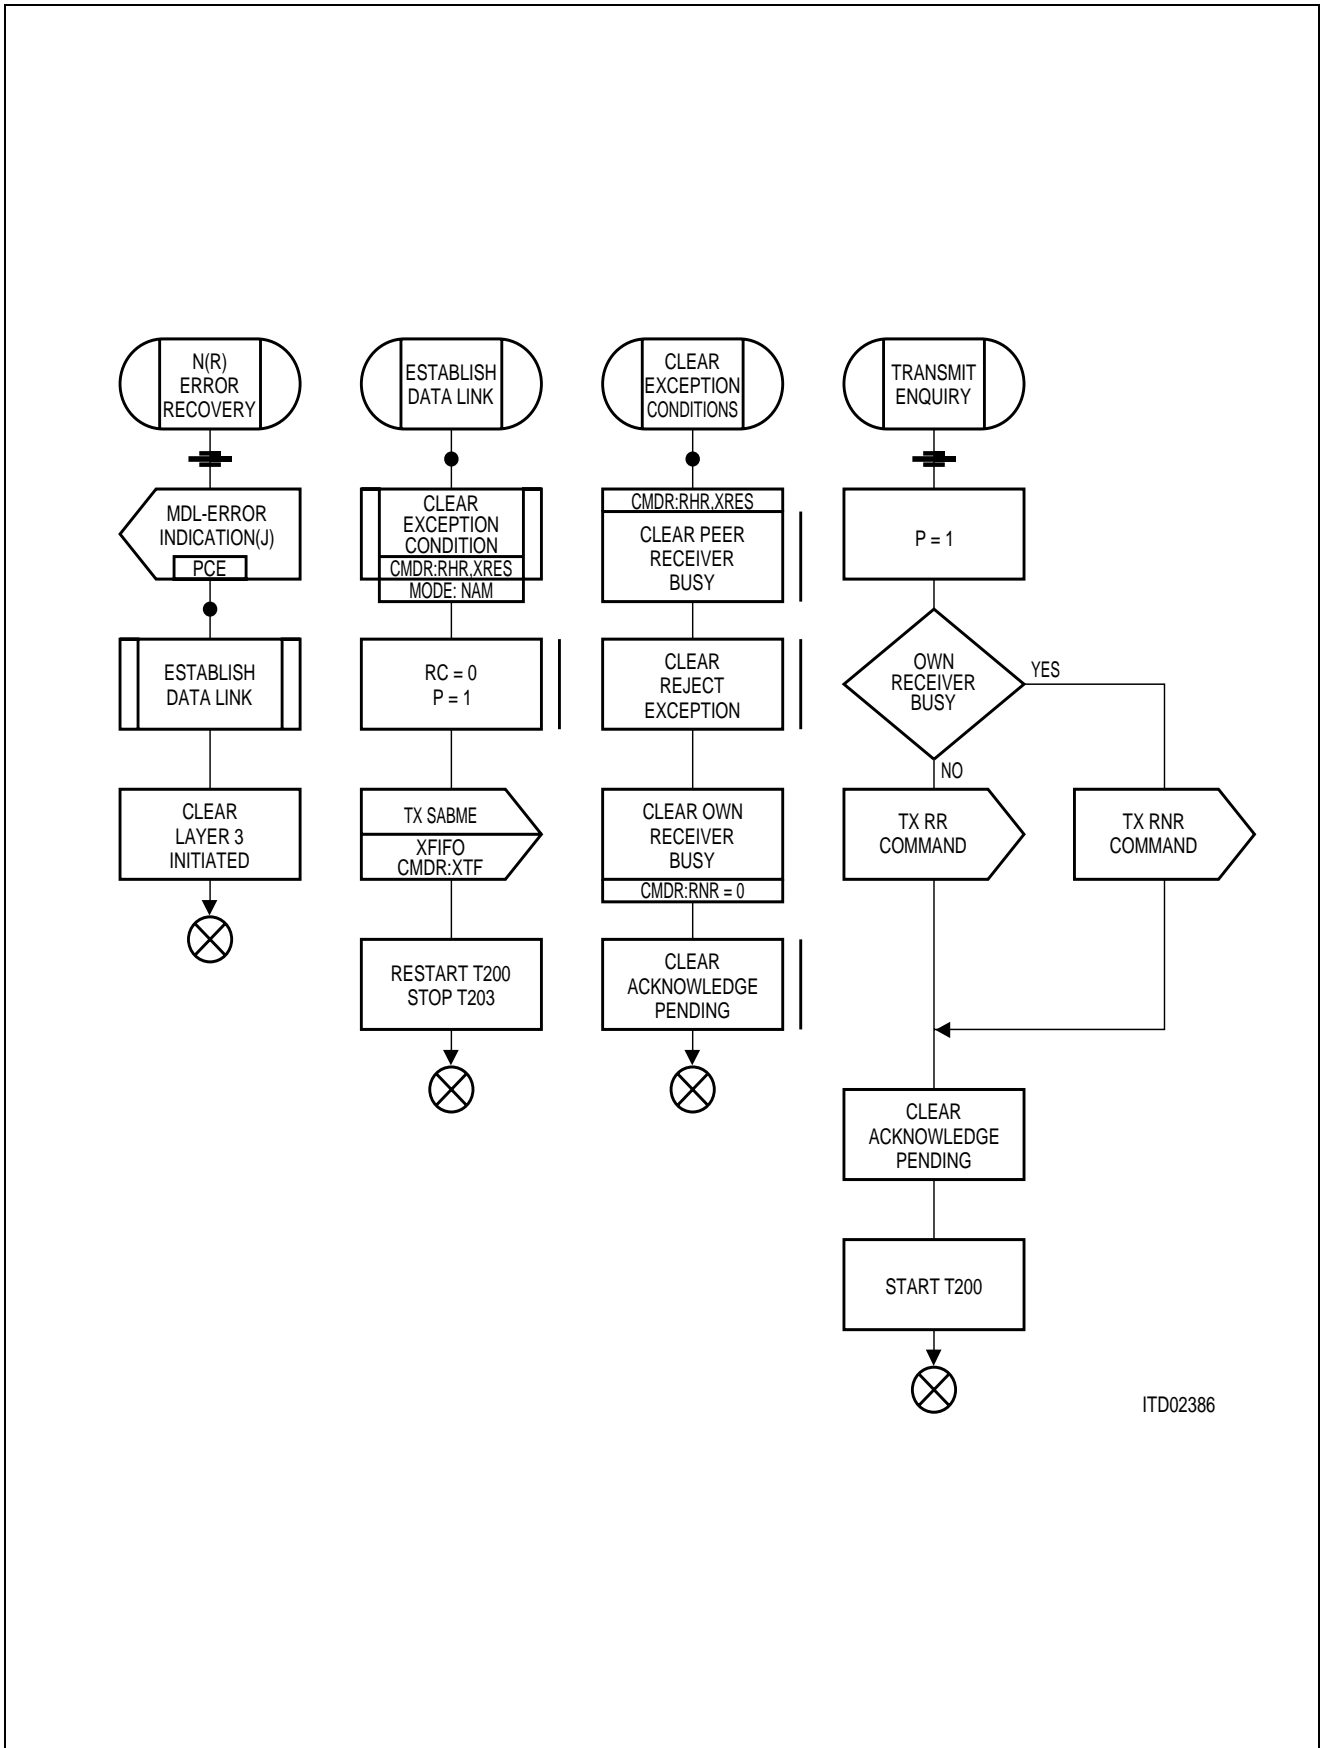 N(R)
ERROR
RECOVERY
MDL-ERROR
INDICATION(J)
PCE
ESTABLISH
DATA LINK
CLEAR
LAYER 3
INITIATED
ESTABLISH
DATA LINK
CLEAR
EXCEPTION
CONDITION
CMDR:RHR,XRES
MODE: NAM
RC = 0
P = 1
TX SABME
XFIFO
CMDR:XTF
RESTART T200
STOP T203
CLEAR
EXCEPTION
CONDITIONS
CMDR:RHR,XRES
CLEAR PEER
RECEIVER
BUSY
CLEAR
REJECT
EXCEPTION
CLEAR OWN
RECEIVER
BUSY
CMDR:RNR = 0
CLEAR
ACKNOWLEDGE
PENDING
TRANSMIT
ENQUIRY
P = 1
OWN
RECEIVER
BUSY
YES
NO
TX RR
COMMAND
TX RNR
COMMAND
CLEAR
ACKNOWLEDGE
PENDING
START T200
ITD02386